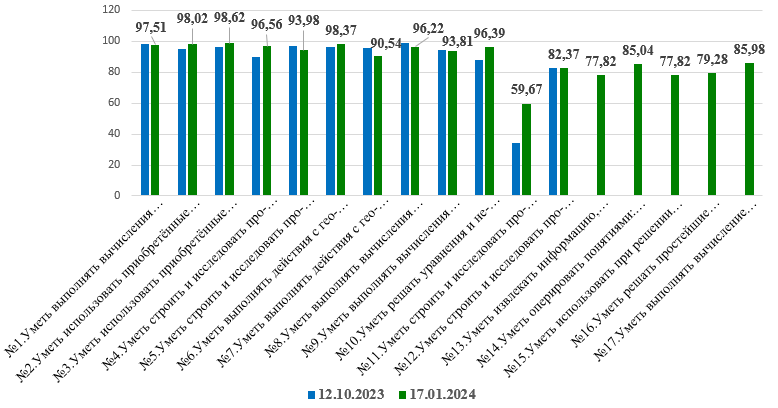 120
100
80
60
40
20
0
97,51
98,02
98,62
96,56
93,98
98,37
90,54
96,22
93,81
96,39
59,67
82,37
77,82
85,04
77,82
79,28
85,98
№1.Уметь выполнять вычисления…
№2.Уметь использовать приобретённые…
№3.Уметь использовать приобретённые…
№4.Уметь строить и исследовать про-…
№5.Уметь строить и исследовать про-…
№6.Уметь выполнять действия с гео-…
№7.Уметь выполнять действия с гео-…
№8.Уметь выполнять вычисления…
№9.Уметь выполнять вычисления…
№10.Уметь решать уравнения и не-…
№11.Уметь строить и исследовать про-…
№12.Уметь строить и исследовать про-…
№13.Уметь извлекать информацию,…
№14.Уметь оперировать понятиями:…
№15.Уметь использовать при решении…
№16.Уметь решать простейшие…
№17.Уметь выполнять вычисление…
12.10.2023
17.01.2024